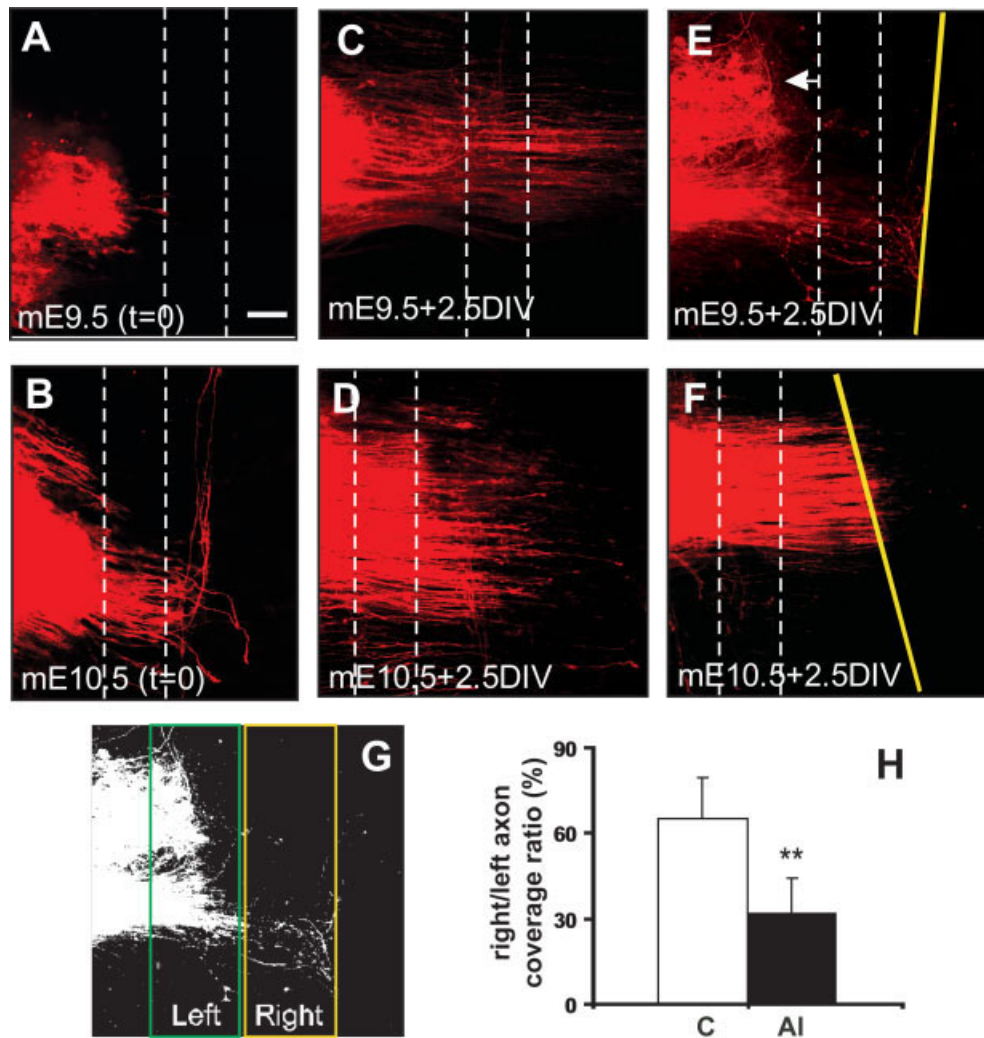 A
mE9.5 (t=0)
C
mE9.5+2.5DIV
E
mE9.5+2.5DIV
B
mE10.5 (t=0)
D
mE10.5+2.5DIV
F
mE10.5+2.5DIV
G
Left
Right
H
right/left axon
coverage ratio (%)
90
60
30
0
**
C
AI